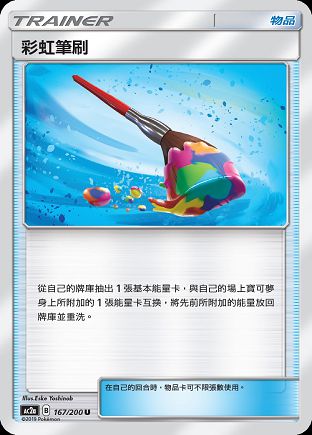 TRAINER 物品
彩虹筆刷
從自己的牌庫抽出1張基本能量卡，與自己的場上寶可夢
身上所附加的1張能量卡互換，將先前所附加的能量放回
牌庫並重洗。
Illus.Eske Yoshinob
在自己的回合時，物品卡可不限張數使用。
AC2a B 167/200 U
©2019 Pokémon